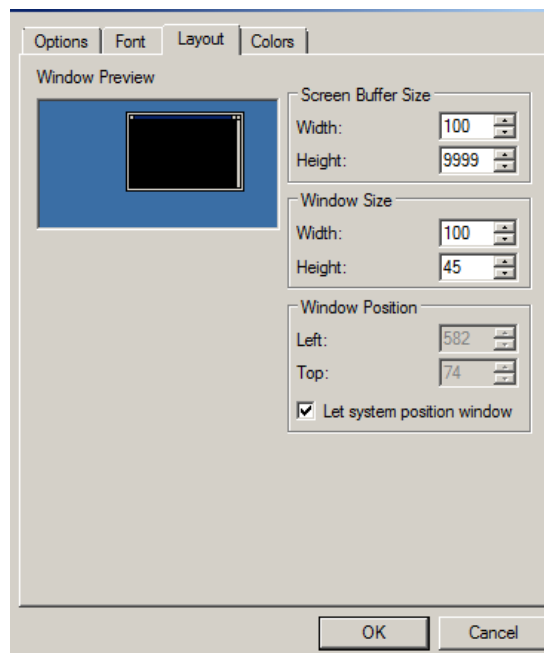 Options Font Layout Colors
Window Preview
Screen Buffer Size
Width: 100
Height: 9999
Window Size
Width: 100
Height: 45
Window Position
Left: 582
Top: 74
Let system position window
OK Cancel